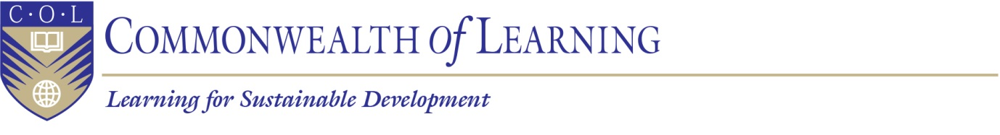 C·O·L
COMMONWEALTH of LEARNING
Learning for Sustainable Development